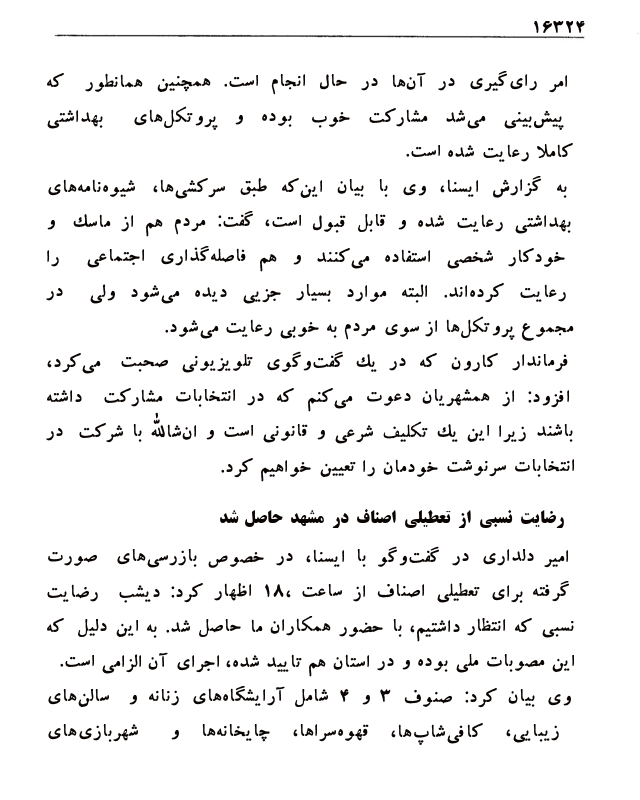 ۱۶۳۲۴
امر رای‌گیری در آن‌ها در حال انجام است. همچنین همانطور که
پیش‌بینی می‌شد مشارکت خوب بوده و پروتکل‌های بهداشتی
کاملا رعایت شده است.
به گزارش ایسنا، وی با بیان این‌که طبق سرکشی‌ها، شیوه‌نامه‌های
بهداشتی رعایت شده و قابل قبول است، گفت: مردم هم از ماسک و
خودکار شخصی استفاده می‌کنند و هم فاصله‌گذاری اجتماعی را
رعایت کرده‌اند. البته موارد بسیار جزیی دیده می‌شود ولی در
مجموع پروتکل‌ها از سوی مردم به خوبی رعایت می‌شود.
فرماندار کارون که در یک گفت‌وگوی تلویزیونی صحبت می‌کرد،
افزود: از همشهریان دعوت می‌کنم که در انتخابات مشارکت داشته
باشند زیرا این یک تکلیف شرعی و قانونی است و ان‌شالله با شرکت در
انتخابات سرنوشت خودمان را تعیین خواهیم کرد.
رضایت نسبی از تعطیلی اصناف در مشهد حاصل شد
امیر دلداری در گفت‌وگو با ایسنا، در خصوص بازرسی‌های صورت
گرفته برای تعطیلی اصناف از ساعت ۱۸، اظهار کرد: دیشب رضایت
نسبی که انتظار داشتیم، با حضور همکاران ما حاصل شد. به این دلیل که
این مصوبات ملی بوده و در استان هم تایید شده، اجرای آن الزامی است.
وی بیان کرد: صنوف ۳ و ۴ شامل آرایشگاه‌های زنانه و سالن‌های
زیبایی، کافی‌شاپ‌ها، قهوه‌سراها، چایخانه‌ها و شهربازی‌های